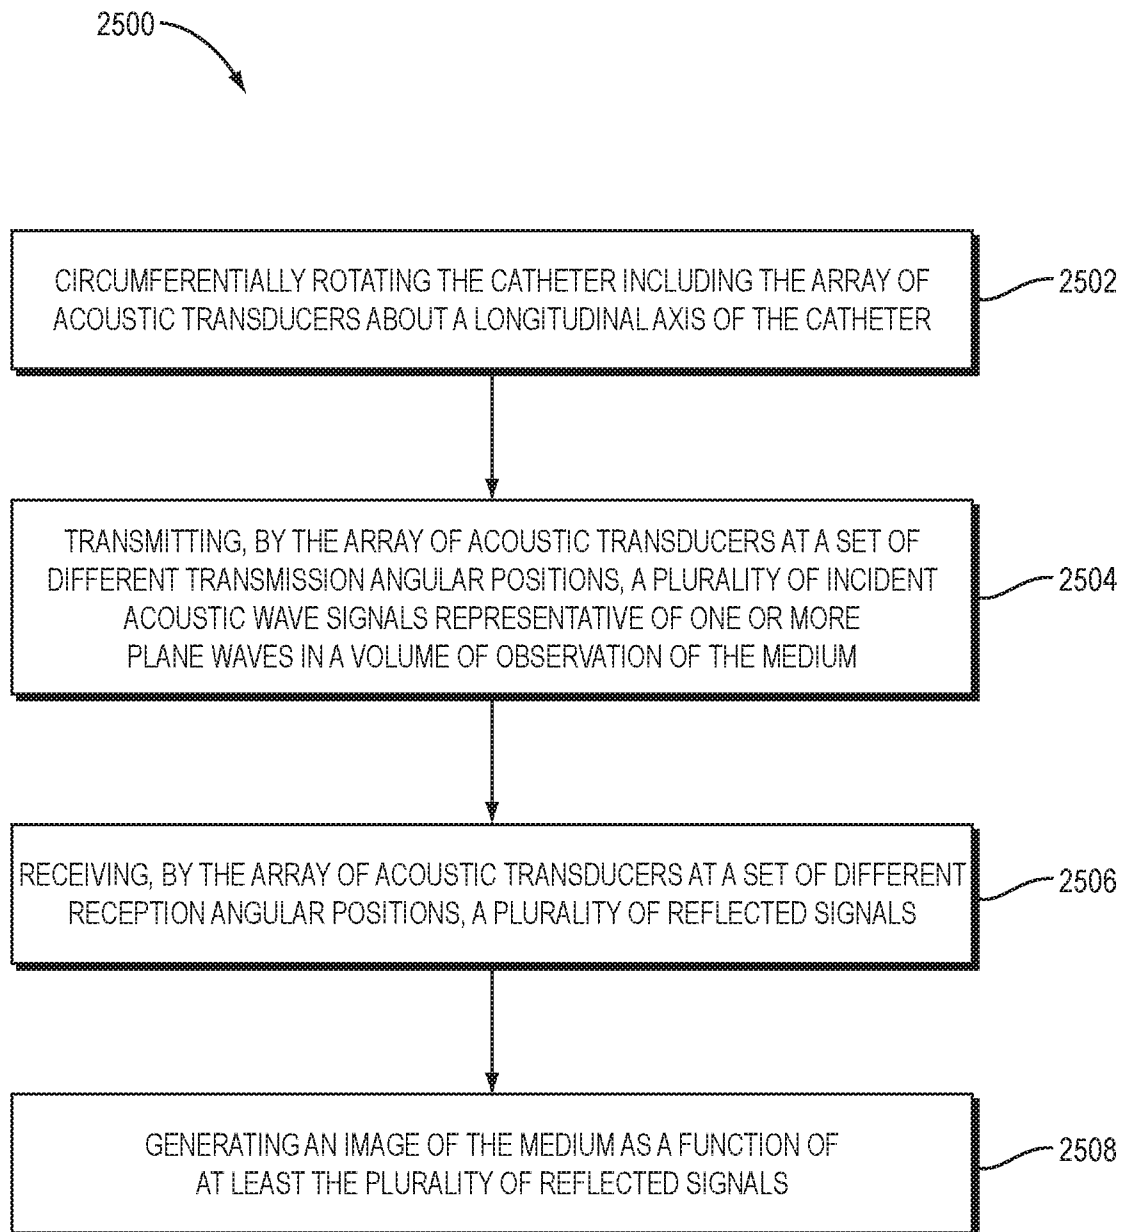 2500
CIRCUMFERENTIALLY ROTATING THE CATHETER INCLUDING THE ARRAY OF
ACOUSTIC TRANSDUCERS ABOUT A LONGITUDINAL AXIS OF THE CATHETER
2502
TRANSMITTING, BY THE ARRAY OF ACOUSTIC TRANSDUCERS AT A SET OF
DIFFERENT TRANSMISSION ANGULAR POSITIONS, A PLURALITY OF INCIDENT
ACOUSTIC WAVE SIGNALS REPRESENTATIVE OF ONE OR MORE
PLANE WAVES IN A VOLUME OF OBSERVATION OF THE MEDIUM
2504
RECEIVING, BY THE ARRAY OF ACOUSTIC TRANSDUCERS AT A SET OF DIFFERENT
RECEPTION ANGULAR POSITIONS, A PLURALITY OF REFLECTED SIGNALS
2506
GENERATING AN IMAGE OF THE MEDIUM AS A FUNCTION OF
AT LEAST THE PLURALITY OF REFLECTED SIGNALS
2508